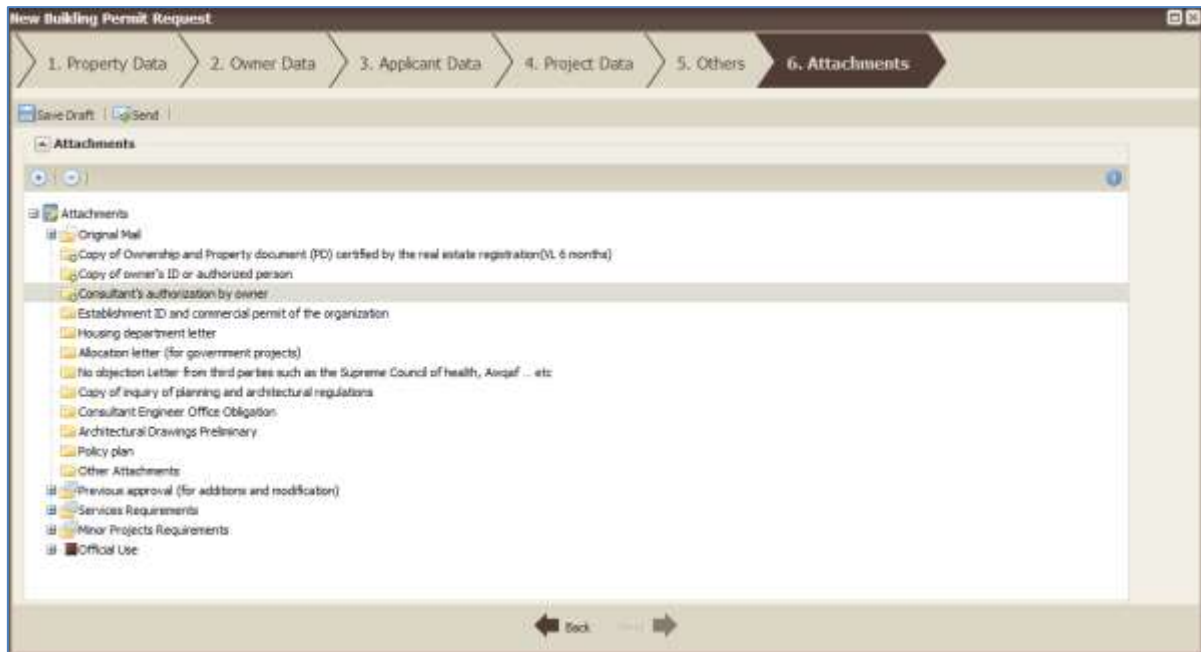 New Building Permit Request
1. Property Data 2. Owner Data 3. Applicant Data 4. Project Data 5. Others 6. Attachments
Save Draft | Send |
Attachments
Attachments
Original Mail
Copy of Ownership and Property document (PD) certified by the real estate registration(VL 6 months)
Copy of owner's ID or authorized person
Consultant's authorization by owner
Establishment ID and commercial permit of the organization
Housing department letter
Allocation letter (for government projects)
No objection Letter from third parties such as the Supreme Council of health, Awqaf ... etc
Copy of inquiry of planning and architectural regulations
Consultant Engineer Office Obligation
Architectural Drawings Preliminary
Policy plan
Other Attachments
Previous approval (for additions and modification)
Services Requirements
Minor Projects Requirements
Official Use
Back